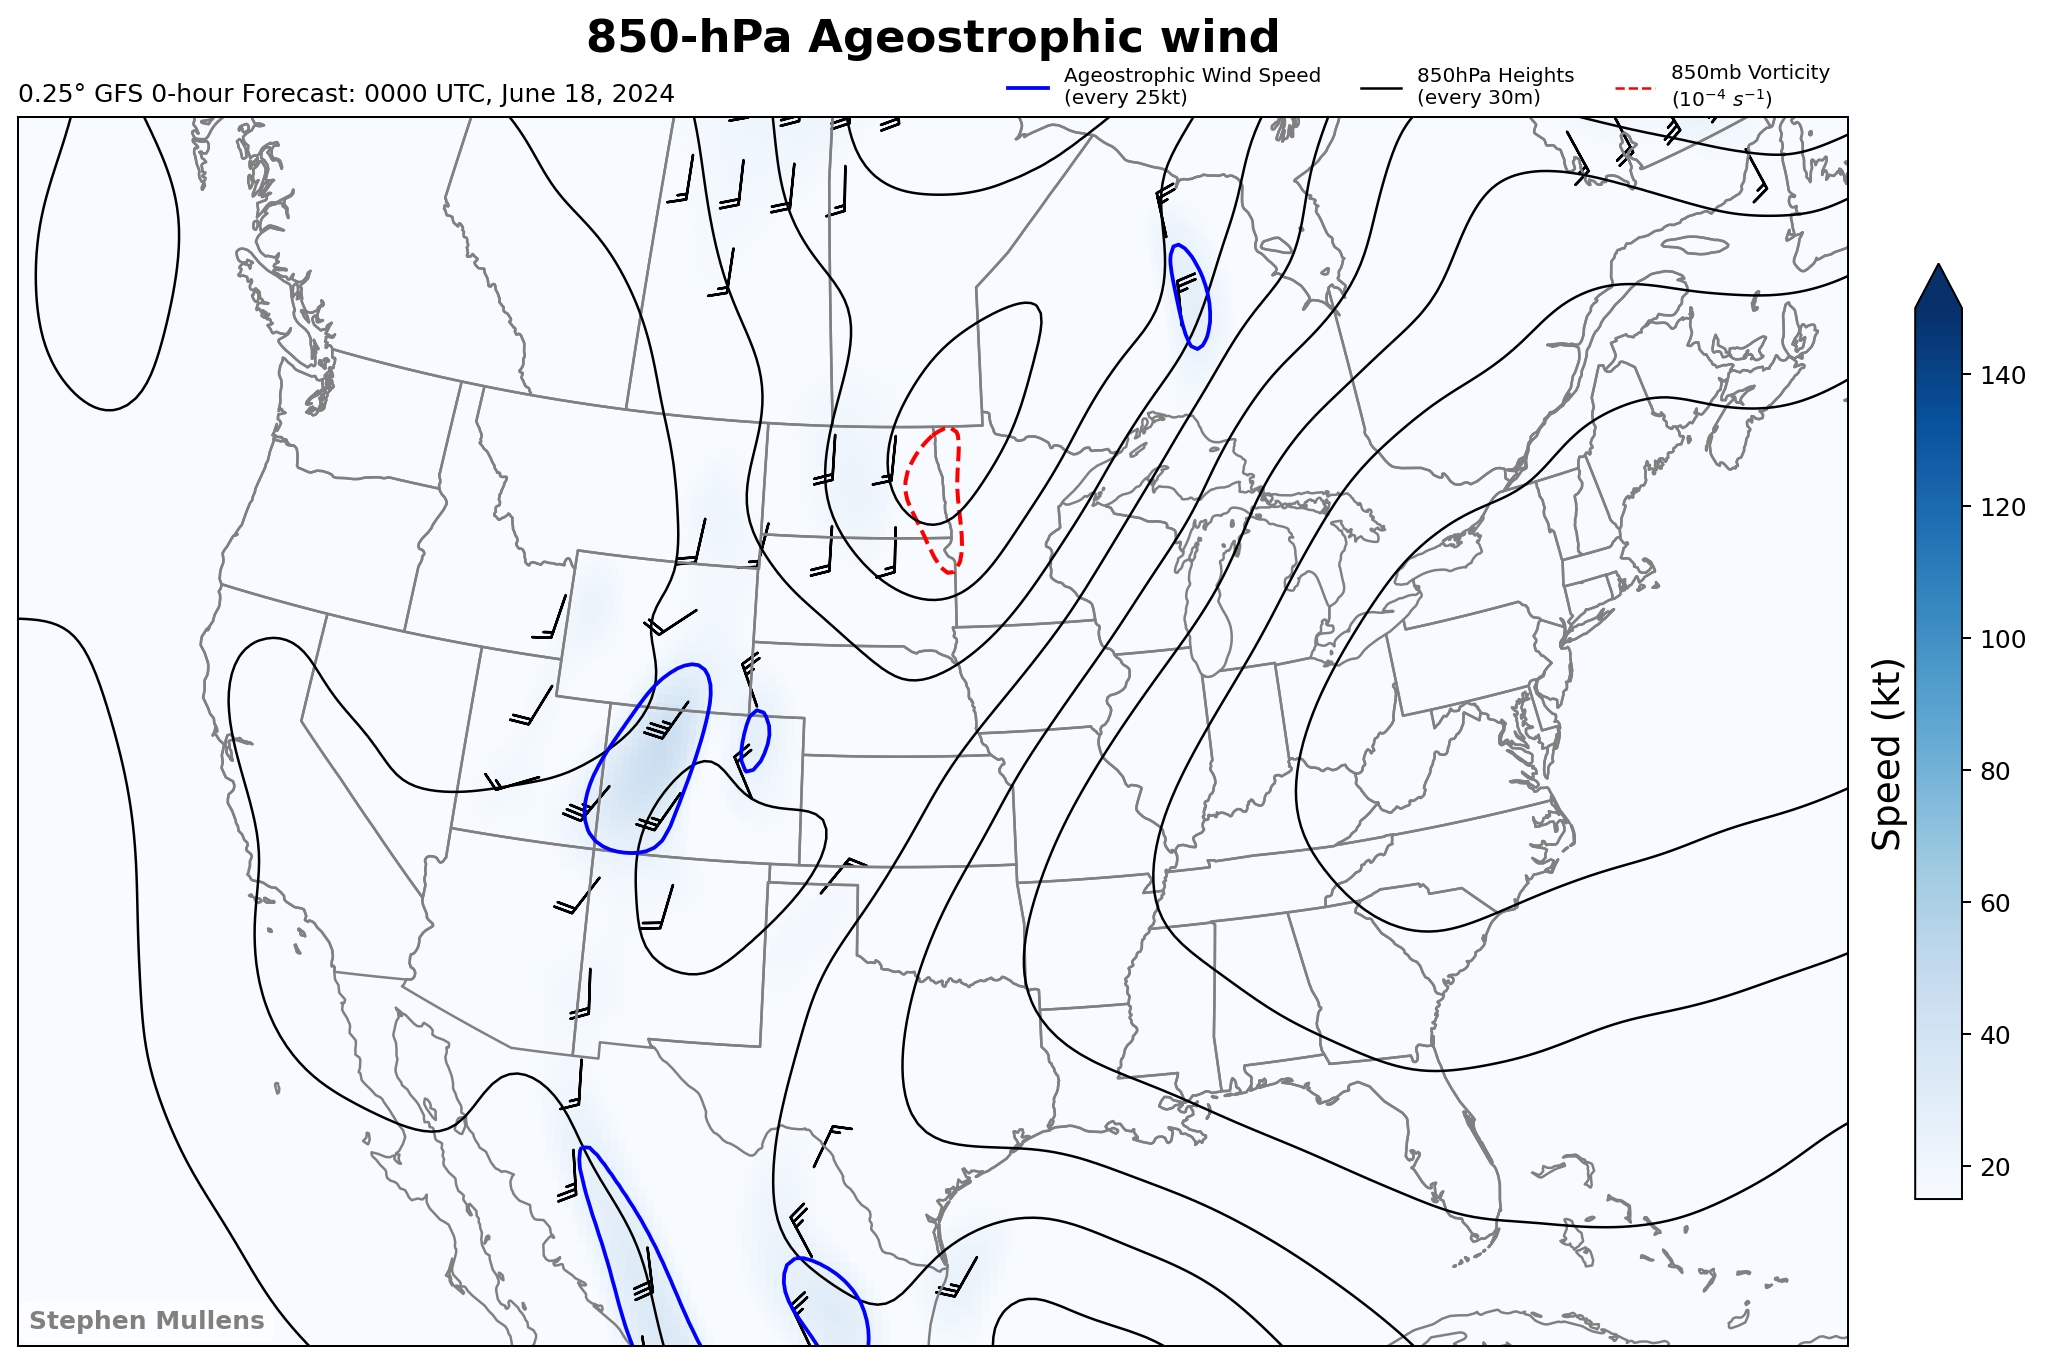 850-hPa Ageostrophic wind
0.25° GFS 0-hour Forecast: 0000 UTC, June 18, 2024
Ageostrophic Wind Speed
(every 25kt)
850hPa Heights
(every 30m)
850mb Vorticity
(10⁻⁴ s⁻¹)
140
120
100
80
60
40
20
Speed (kt)
Stephen Mullens